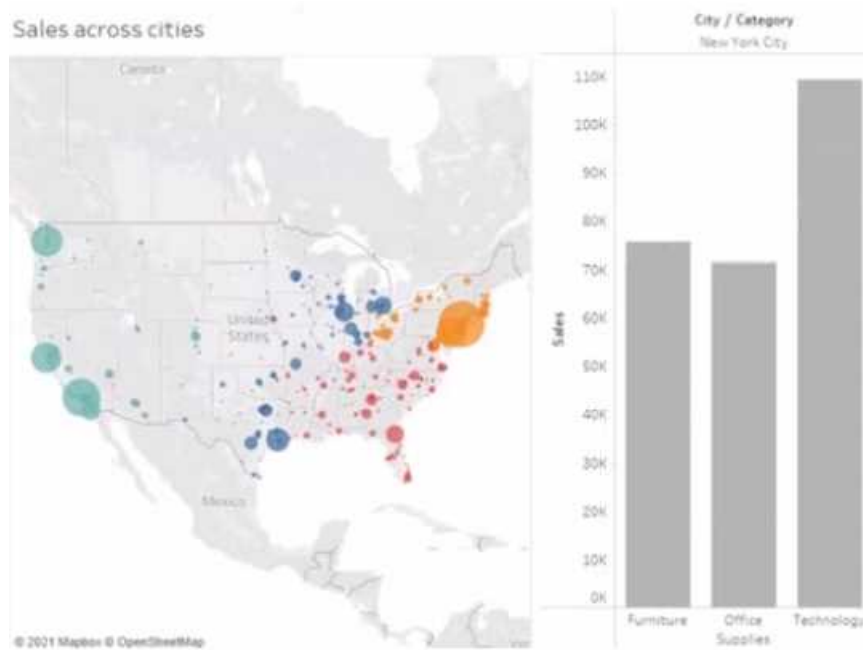 Sales across cities
Canada
United
States
Mexico
© 2021 Mapbox © OpenStreetMap
City / Category
New York City
Sales
110K
100K
90K
80K
70K
60K
50K
40K
30K
20K
10K
0K
Furniture
Office
Supplies
Technology